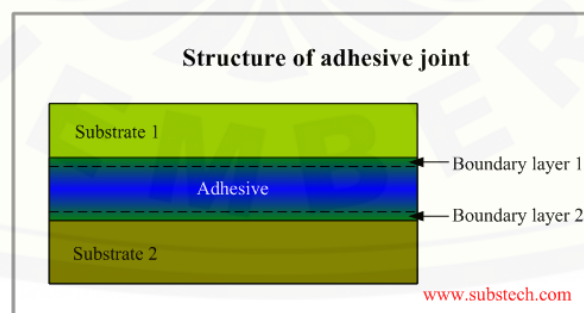 Structure of adhesive joint
Substrate 1
Boundary layer 1
Adhesive
Boundary layer 2
Substrate 2
www.substech.com